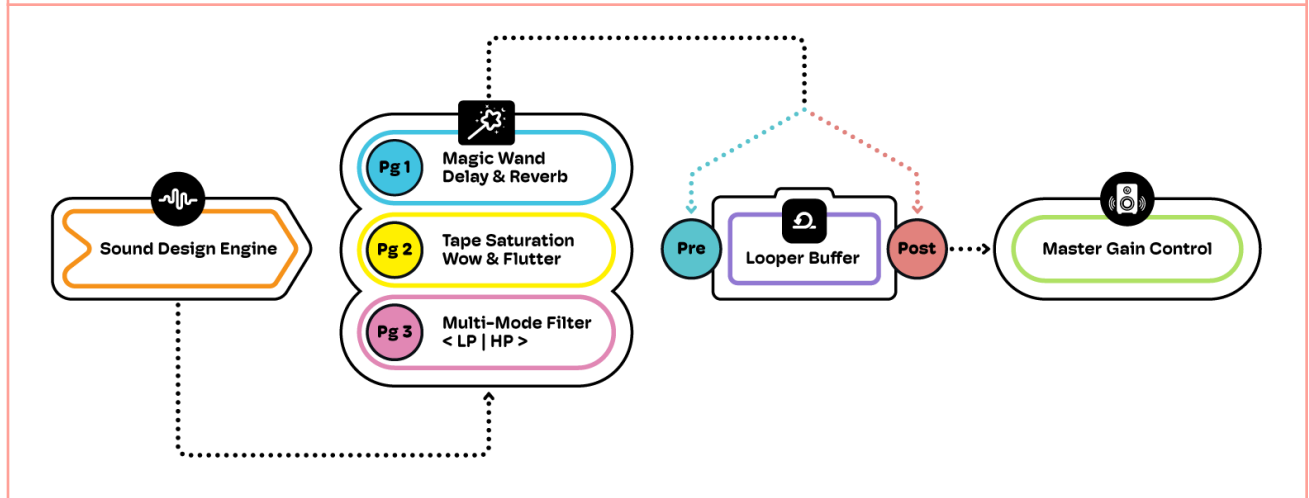 Sound Design Engine
Pg 1
Magic Wand
Delay & Reverb
Pg 2
Tape Saturation
Wow & Flutter
Pg 3
Multi-Mode Filter
< LP | HP >
Pre
Looper Buffer
Post
Master Gain Control